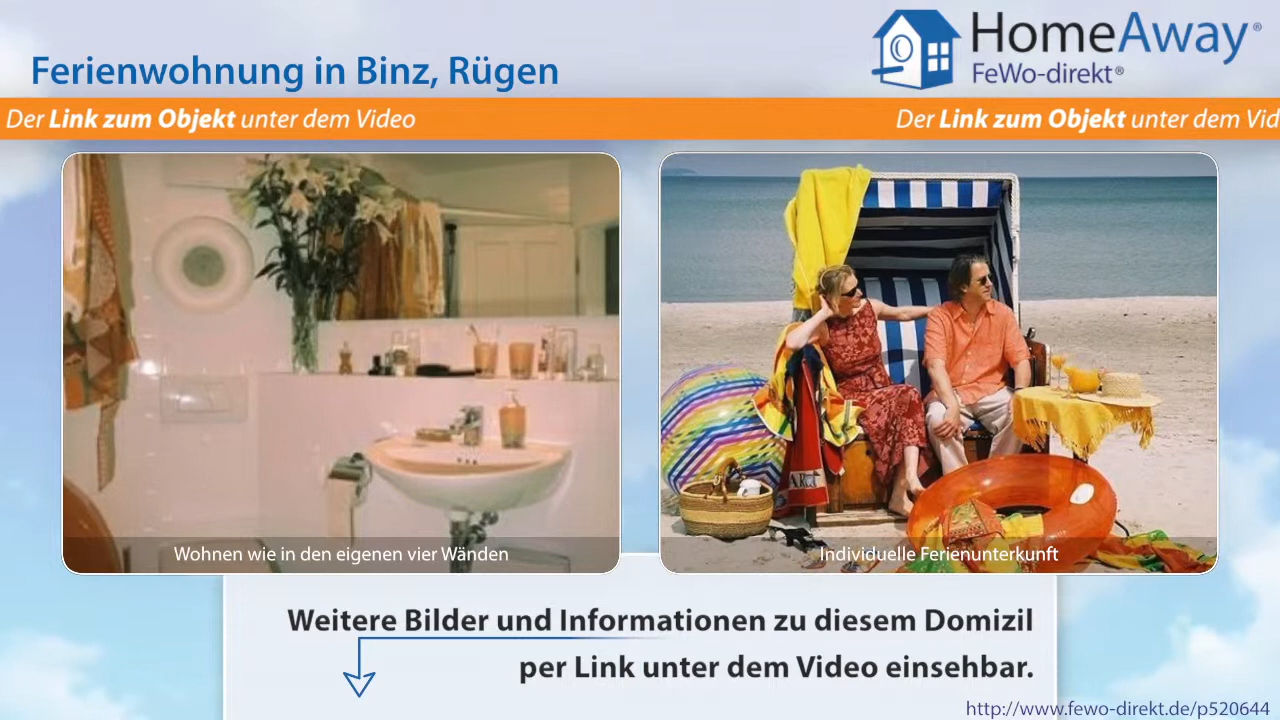 Ferienwohnung in Binz, Rügen
HomeAway®
FeWo-direkt®
Der Link zum Objekt unter dem Video
Der Link zum Objekt unter dem Vid
Wohnen wie in den eigenen vier Wänden
Individuelle Ferienunterkunft
Weitere Bilder und Informationen zu diesem Domizil
per Link unter dem Video einsehbar.
http://www.fewo-direkt.de/p520644